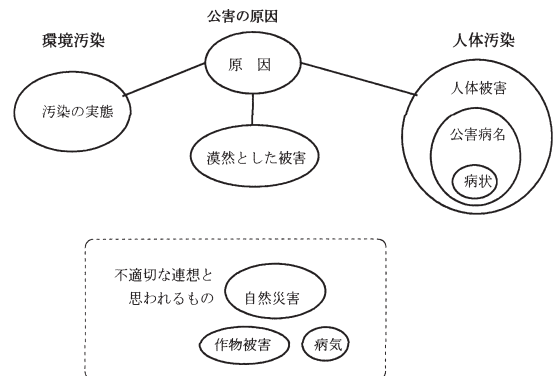 公害の原因
環境汚染
人体汚染
原 因
人体被害
汚染の実態
公害病名
漠然とした被害
病状
不適切な連想と
思われるもの
自然災害
作物被害
病気